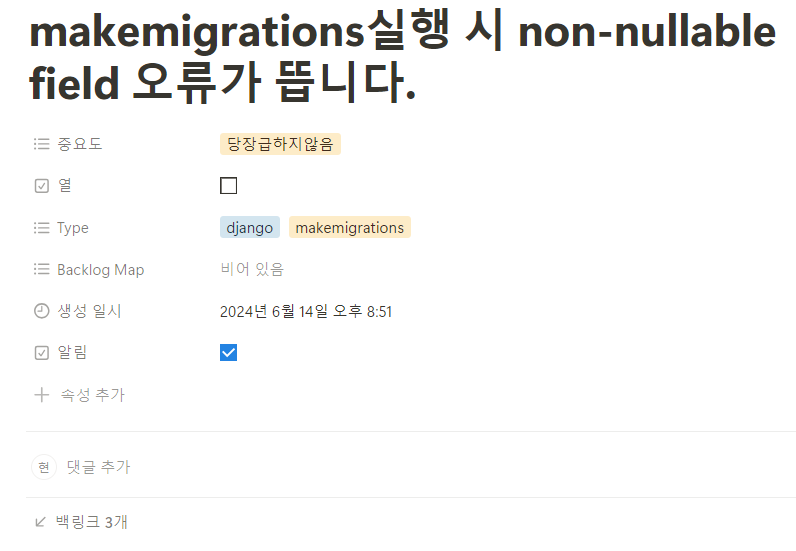 makemigrations실행 시 non-nullable
field 오류가 뜹니다.
중요도 당장급하지않음
열
Type django makemigrations
Backlog Map 비어 있음
생성 일시 2024년 6월 14일 오후 8:51
알림
속성 추가
현 댓글 추가
백링크 3개